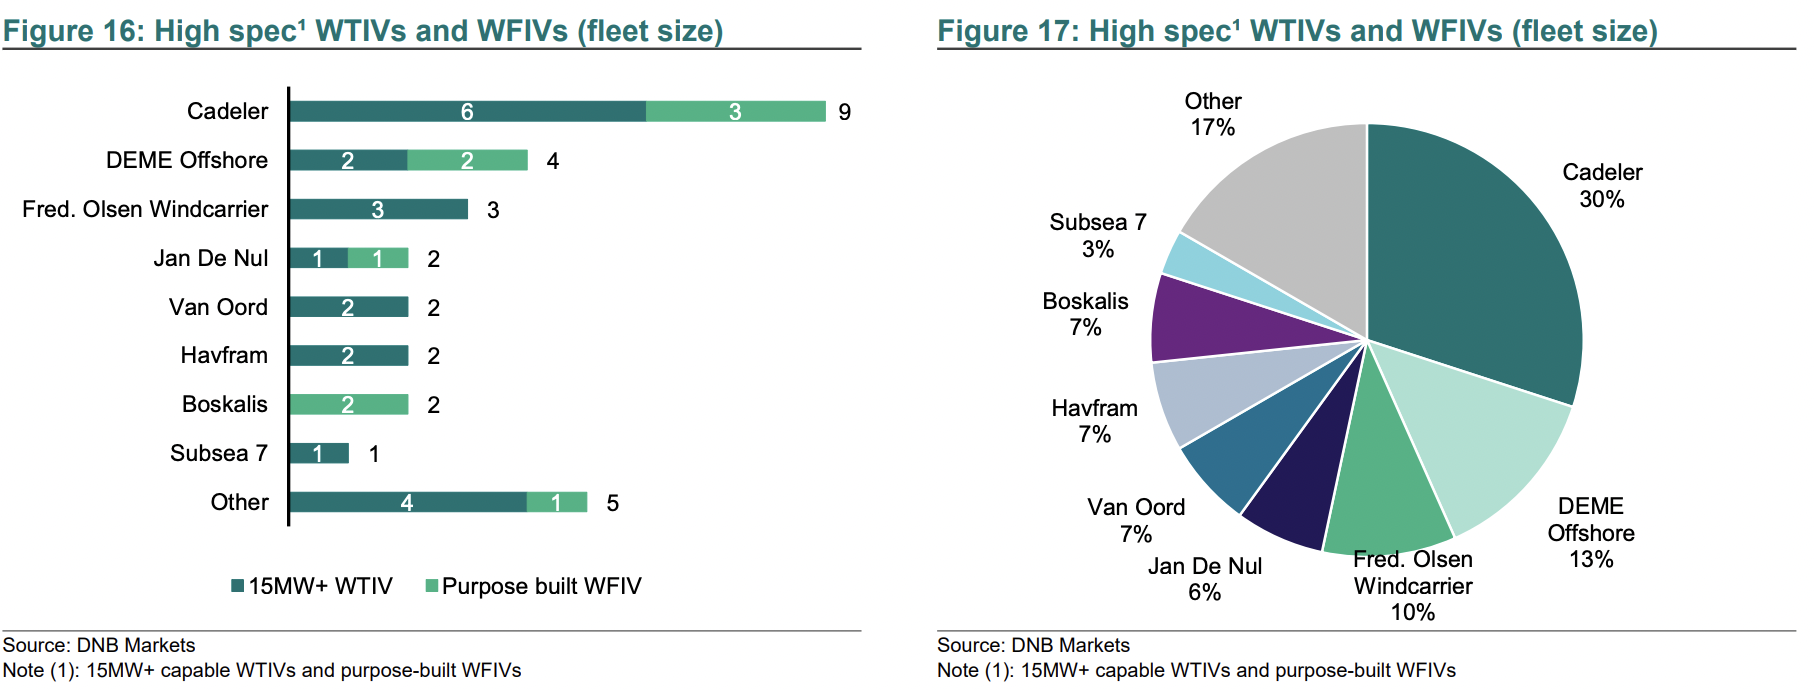 Figure 16: High spec¹ WTIVs and WFIVs (fleet size)
Cadeler 6 3 9
DEME Offshore 2 2 4
Fred. Olsen Windcarrier 3 3
Jan De Nul 1 1 2
Van Oord 2 2
Havfram 2 2
Boskalis 2 2
Subsea 7 1 1
Other 4 1 5
15MW+ WTIV Purpose built WFIV
Source: DNB Markets
Note (1): 15MW+ capable WTIVs and purpose-built WFIVs
Figure 17: High spec¹ WTIVs and WFIVs (fleet size)
Other
17%
Cadeler
30%
Subsea 7
3%
Boskalis
7%
Havfram
7%
Van Oord
7%
Jan De Nul
6%
Fred. Olsen
Windcarrier
10%
DEME
Offshore
13%
Source: DNB Markets
Note (1): 15MW+ capable WTIVs and purpose-built WFIVs